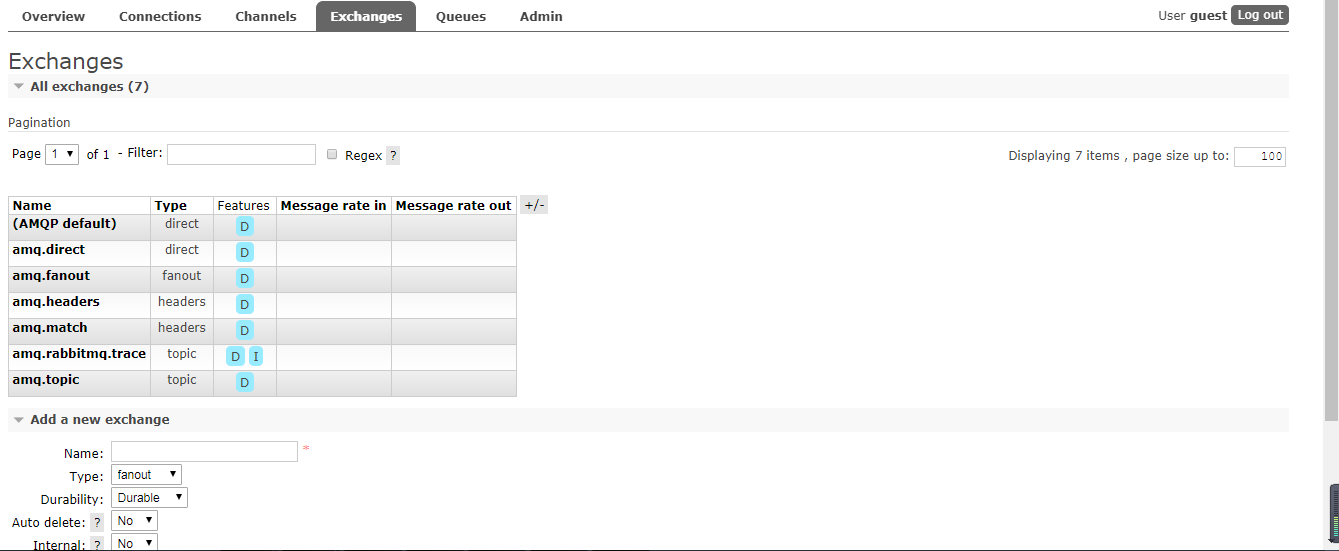 Overview Connections Channels Exchanges Queues Admin User guest Log out
Exchanges
All exchanges (7)
Pagination
Page 1 of 1 - Filter: Regex ? Displaying 7 items , page size up to: 100
Name Type Features Message rate in Message rate out +/-
(AMQP default) direct D
amq.direct direct D
amq.fanout fanout D
amq.headers headers D
amq.match headers D
amq.rabbitmq.trace topic D I
amq.topic topic D
Add a new exchange
Name: *
Type: fanout
Durability: Durable
Auto delete: ? No
Internal: ? No